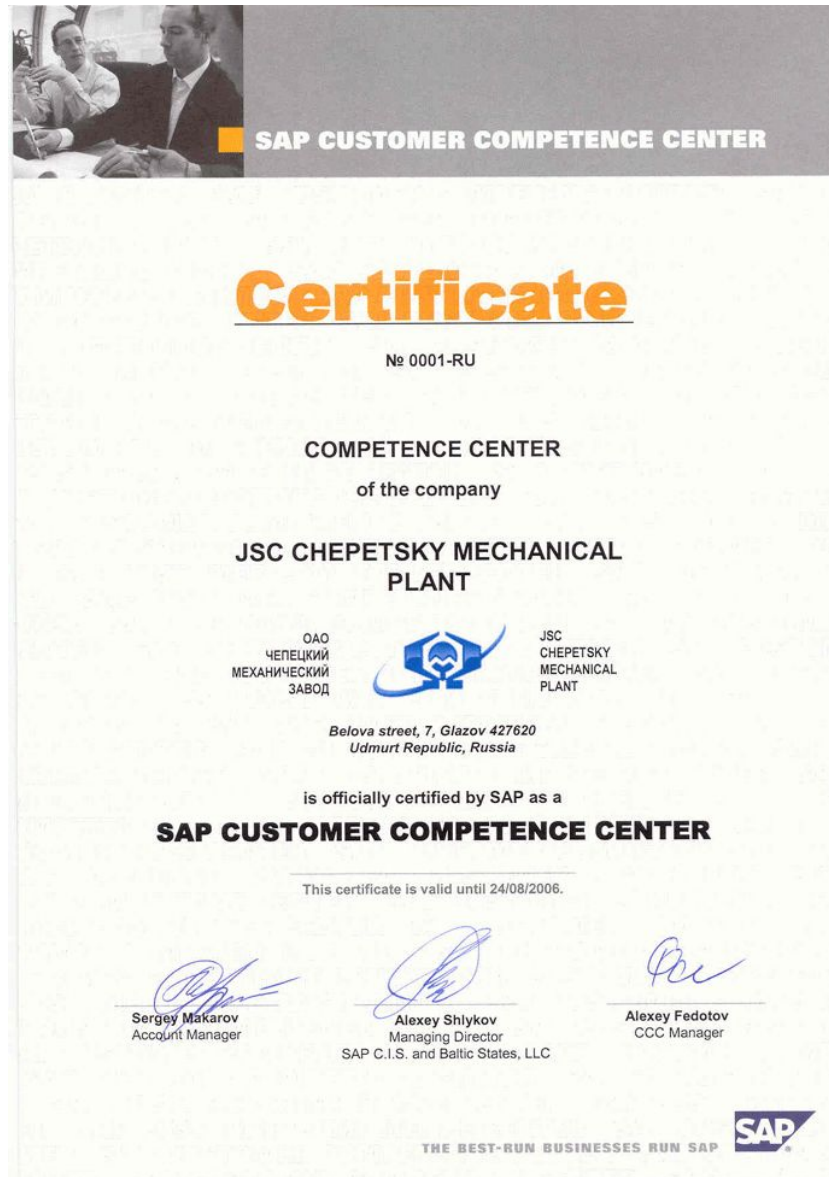 SAP CUSTOMER COMPETENCE CENTER
Certificate
№ 0001-RU
COMPETENCE CENTER
of the company
JSC CHEPETSKY MECHANICAL
PLANT
ОАО
ЧЕПЕЦКИЙ
МЕХАНИЧЕСКИЙ
ЗАВОД
JSC
CHEPETSKY
MECHANICAL
PLANT
Belova street, 7, Glazov 427620
Udmurt Republic, Russia
is officially certified by SAP as a
SAP CUSTOMER COMPETENCE CENTER
This certificate is valid until 24/08/2006.
Sergey Makarov
Account Manager
Alexey Shlykov
Managing Director
SAP C.I.S. and Baltic States, LLC
Alexey Fedotov
CCC Manager
THE BEST-RUN BUSINESSES RUN SAP
SAP